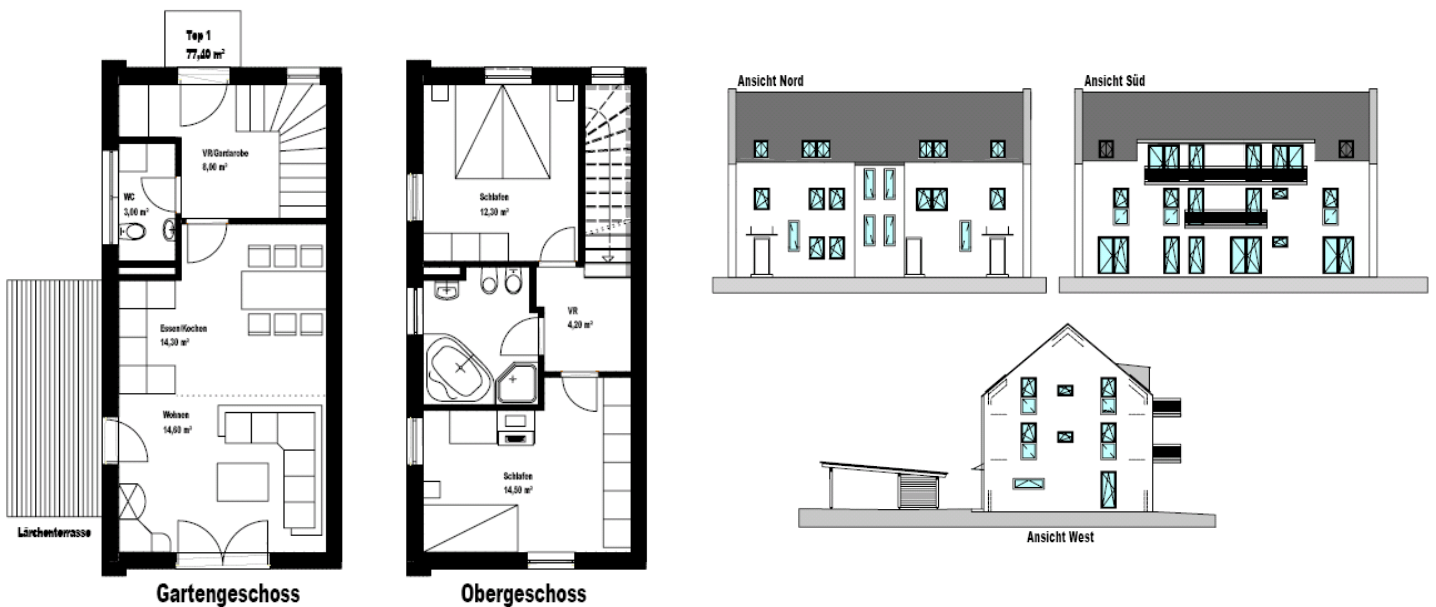 Top 1
77,40 m²
VR/Gardarobe
8,00 m²
WC
3,00 m²
Essen/Kochen
14,30 m²
Wohnen
14,60 m²
Lärchenterrasse
Gartengeschoss
Schlafen
12,30 m²
VR
4,20 m²
Schlafen
14,50 m²
Obergeschoss
Ansicht Nord
Ansicht Süd
Ansicht West